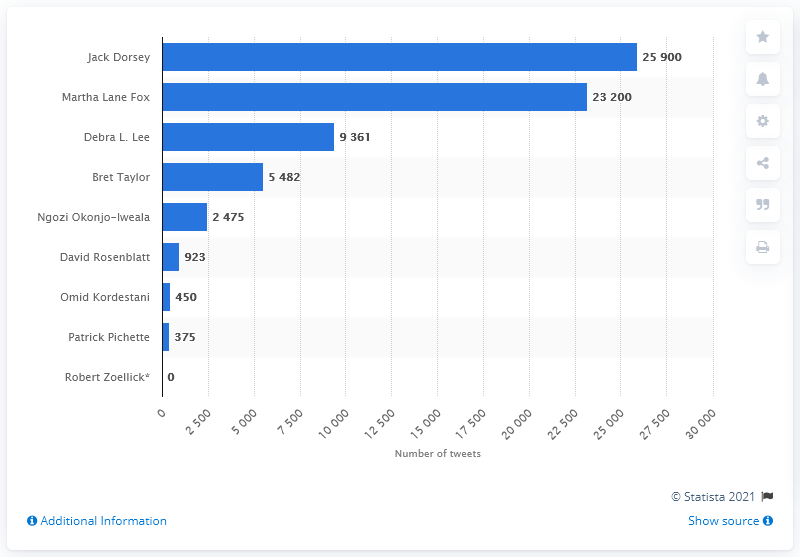 Jack Dorsey 25 900
Martha Lane Fox 23 200
Debra L. Lee 9 361
Bret Taylor 5 482
Ngozi Okonjo-Iweala 2 475
David Rosenblatt 923
Omid Kordestani 450
Patrick Pichette 375
Robert Zoellick* 0
0 2 500 5 000 7 500 10 000 12 500 15 000 17 500 20 000 22 500 25 000 27 500 30 000
Number of tweets
© Statista 2021
Additional Information Show source